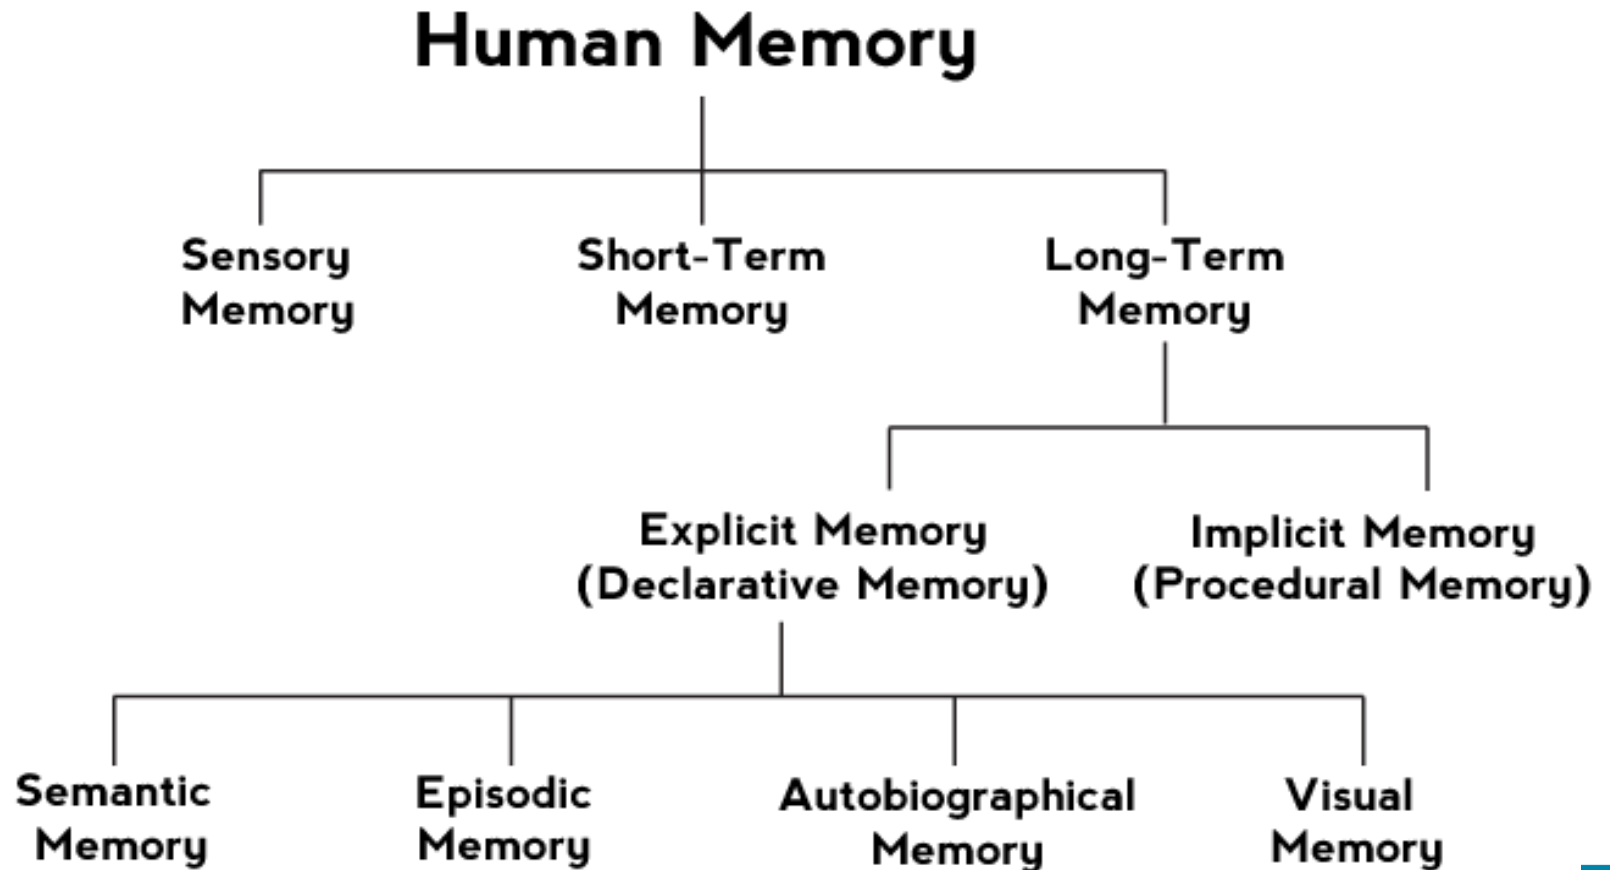 Human Memory
Sensory
Memory
Short-Term
Memory
Long-Term
Memory
Explicit Memory
(Declarative Memory)
Implicit Memory
(Procedural Memory)
Semantic
Memory
Episodic
Memory
Autobiographical
Memory
Visual
Memory